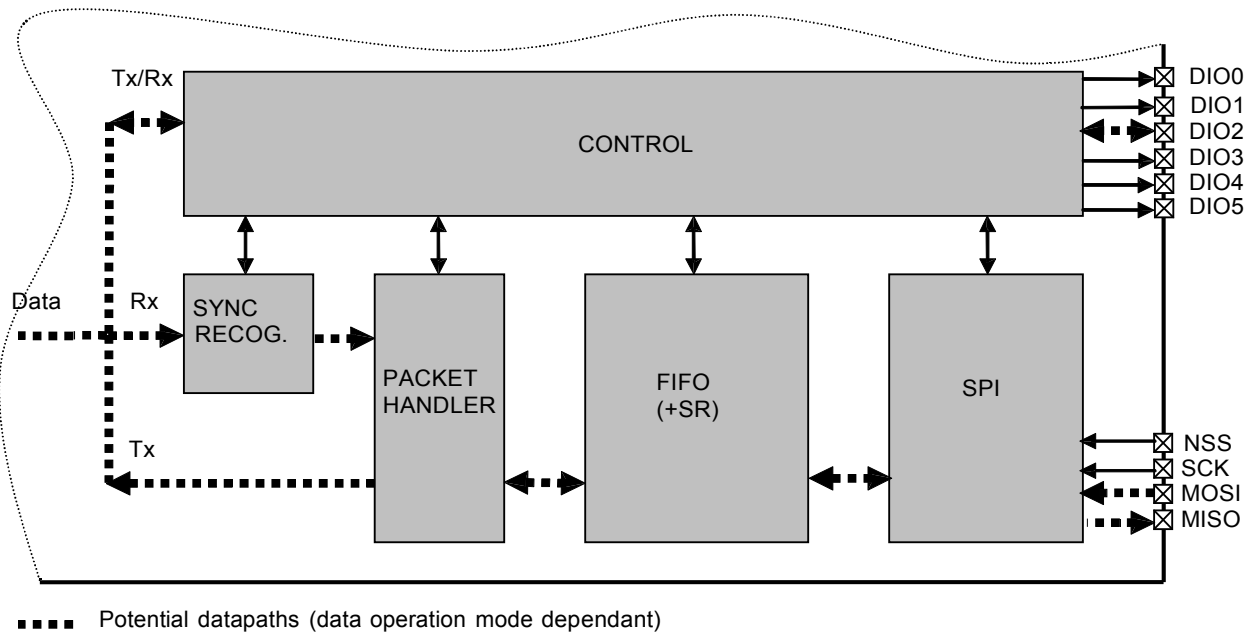 Tx/Rx
CONTROL
DIO0
DIO1
DIO2
DIO3
DIO4
DIO5
Data
Rx
SYNC
RECOG.
PACKET
HANDLER
FIFO
(+SR)
SPI
Tx
NSS
SCK
MOSI
MISO
Potential datapaths (data operation mode dependant)